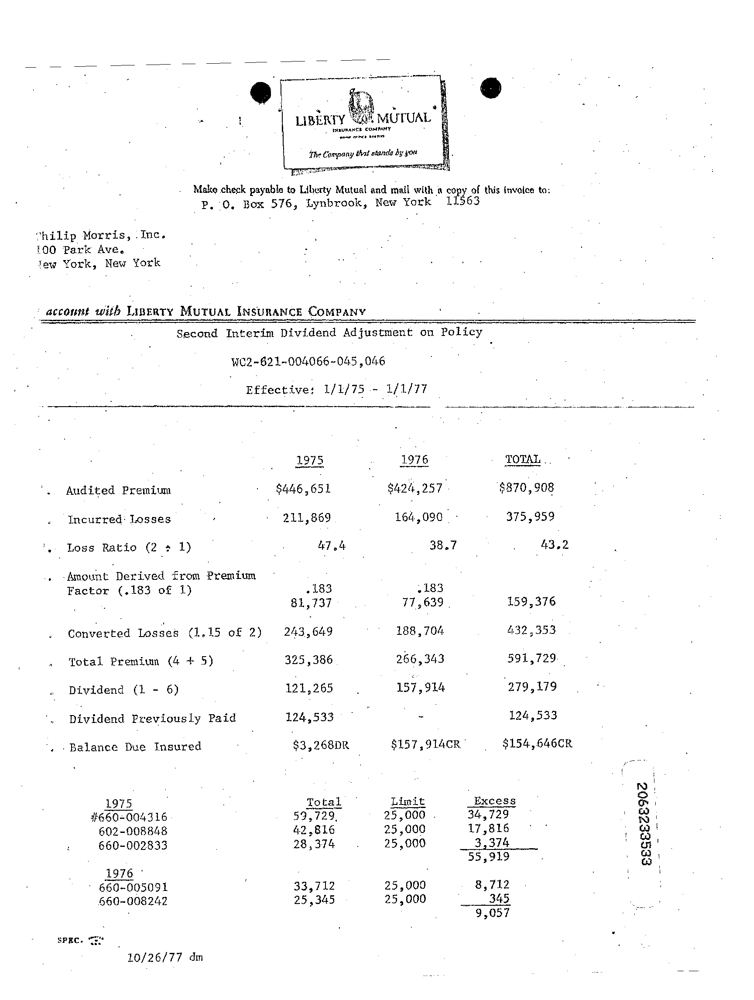 LIBERTY MUTUAL
INSURANCE COMPANY
The Company that stands by you
Make check payable to Liberty Mutual and mail with a copy of this invoice to:
P. O. Box 576, Lynbrook, New York 11563
Philip Morris, Inc.
100 Park Ave.
New York, New York
account with LIBERTY MUTUAL INSURANCE COMPANY
Second Interim Dividend Adjustment on Policy
WC2-621-004066-045,046
Effective: 1/1/75 - 1/1/77
1975 1976 TOTAL
Audited Premium $446,651 $424,257 $870,908
Incurred Losses 211,869 164,090 375,959
Loss Ratio (2 ÷ 1) 47.4 38.7 43.2
Amount Derived from Premium
Factor (.183 of 1) .183 .183
81,737 77,639 159,376
Converted Losses (1.15 of 2) 243,649 188,704 432,353
Total Premium (4 + 5) 325,386 266,343 591,729
Dividend (1 - 6) 121,265 157,914 279,179
Dividend Previously Paid 124,533 - 124,533
Balance Due Insured $3,268DR $157,914CR $154,646CR
1975 Total Limit Excess
#660-004316 59,729 25,000 34,729
602-008848 42,816 25,000 17,816
660-002833 28,374 25,000 3,374
55,919
1976
660-005091 33,712 25,000 8,712
660-008242 25,345 25,000 345
9,057
2063233533
SPEC.
10/26/77 dm